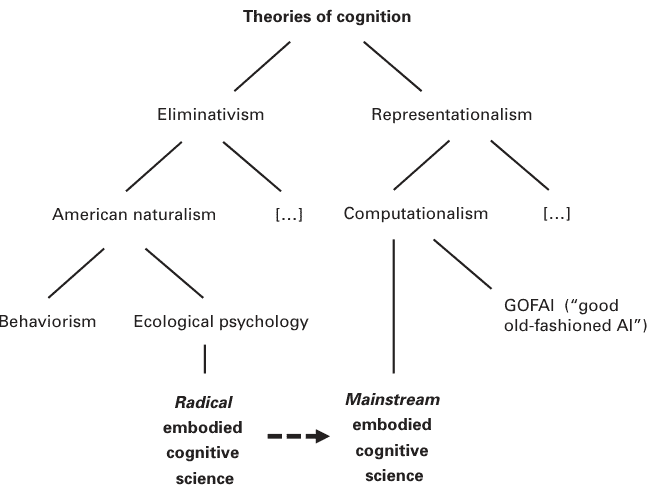 Theories of cognition
Eliminativism
Representationalism
American naturalism
[…]
Computationalism
[…]
Behaviorism
Ecological psychology
GOFAI (“good
old-fashioned AI”)
Radical
embodied
cognitive
science
Mainstream
embodied
cognitive
science